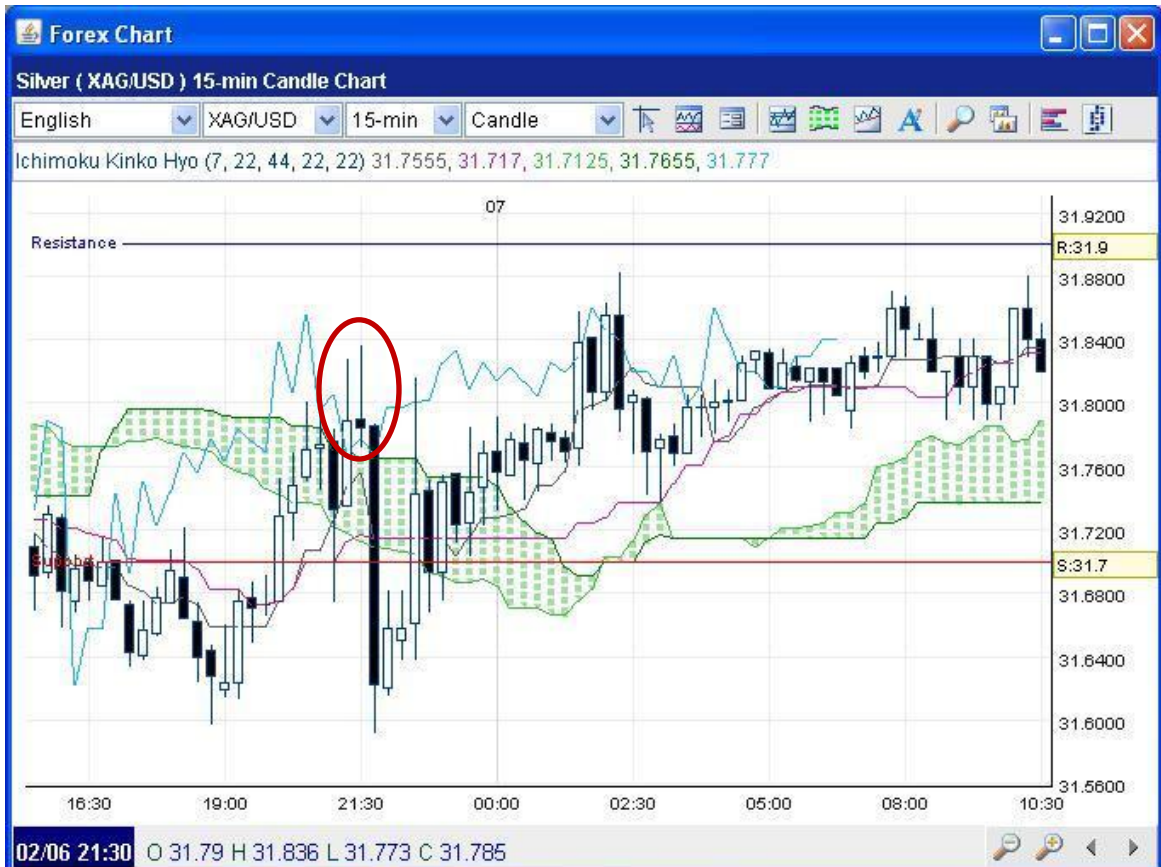 Forex Chart
Silver ( XAG/USD ) 15-min Candle Chart
English XAG/USD 15-min Candle
Ichimoku Kinko Hyo (7, 22, 44, 22, 22) 31.7555, 31.717, 31.7125, 31.7655, 31.777
07
31.9200
Resistance
R:31.9
31.8800
31.8400
31.8000
31.7600
31.7200
Support
S:31.7
31.6800
31.6400
31.6000
31.5600
16:30 19:00 21:30 00:00 02:30 05:00 08:00 10:30
02/06 21:30 O 31.79 H 31.836 L 31.773 C 31.785